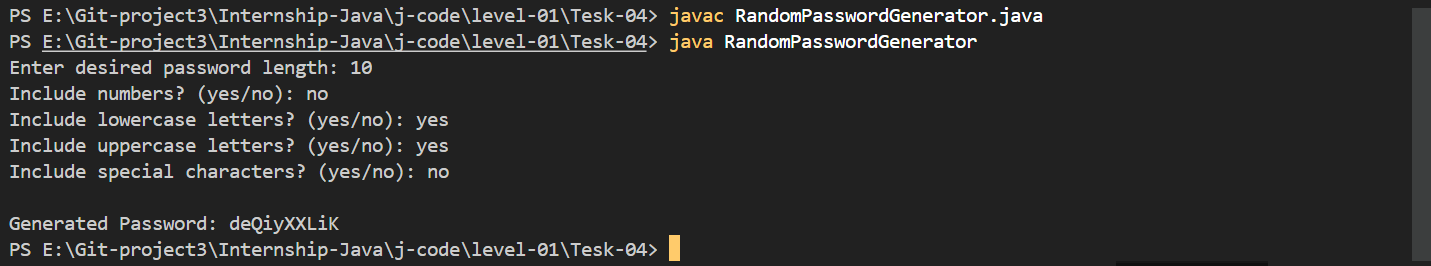 PS E:\Git-project3\Internship-Java\j-code\level-01\Tesk-04> javac RandomPasswordGenerator.java
PS E:\Git-project3\Internship-Java\j-code\level-01\Tesk-04> java RandomPasswordGenerator
Enter desired password length: 10
Include numbers? (yes/no): no
Include lowercase letters? (yes/no): yes
Include uppercase letters? (yes/no): yes
Include special characters? (yes/no): no
Generated Password: deQiyXXLiK
PS E:\Git-project3\Internship-Java\j-code\level-01\Tesk-04>